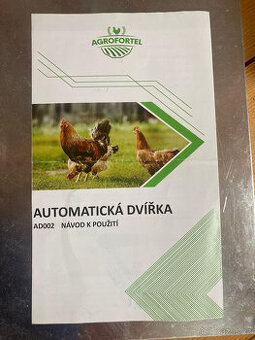 AGROFORTEL
AUTOMATICKÁ DVÍŘKA
AD002 NÁVOD K POUŽITÍ